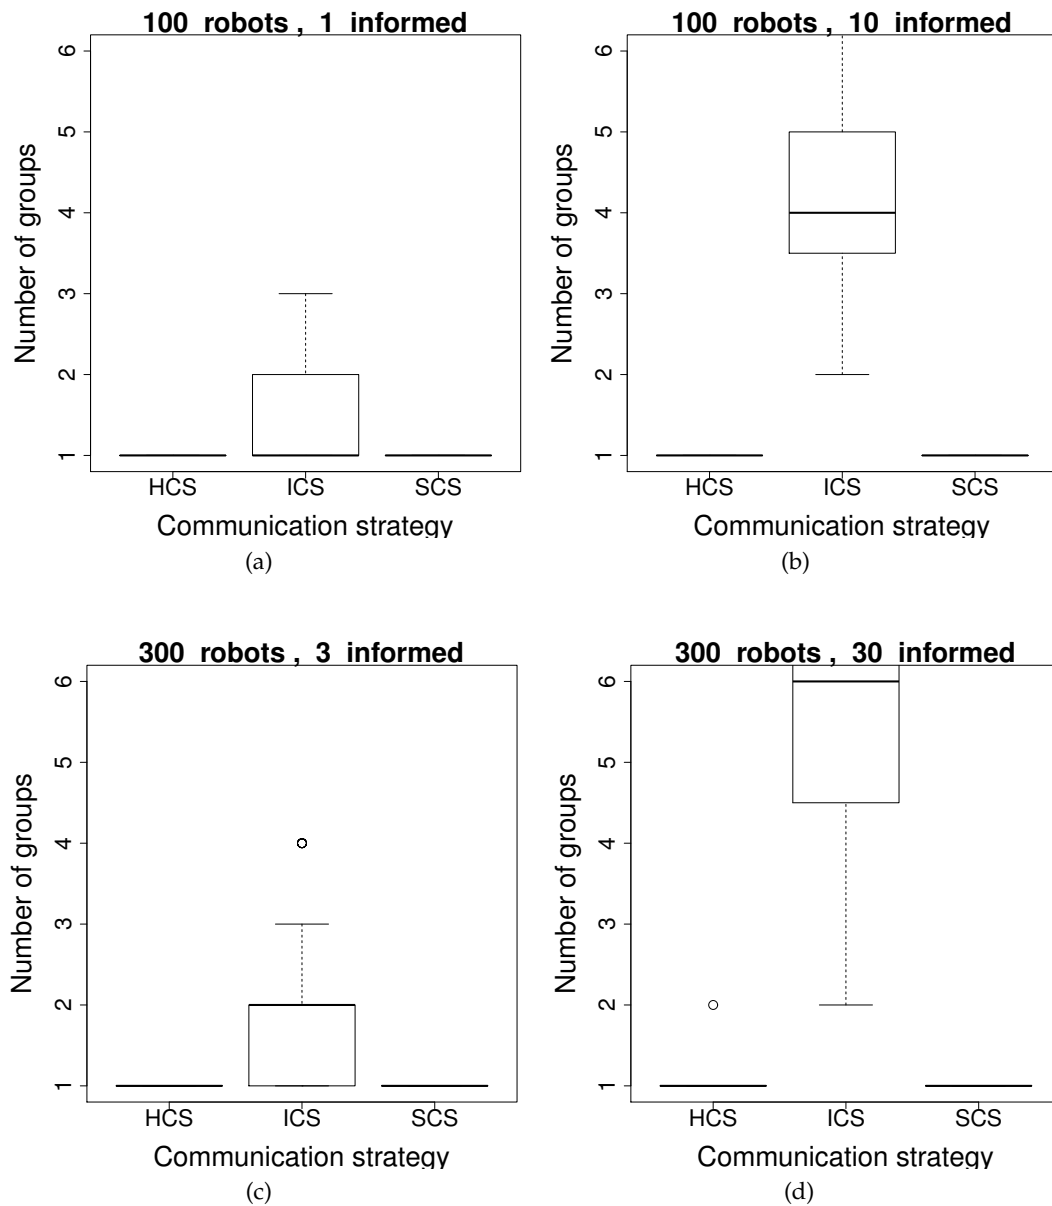 100 robots , 1 informed
Number of groups
6
5
4
3
2
1
HCS ICS SCS
Communication strategy
(a)
100 robots , 10 informed
Number of groups
6
5
4
3
2
1
HCS ICS SCS
Communication strategy
(b)
300 robots , 3 informed
Number of groups
6
5
4
3
2
1
HCS ICS SCS
Communication strategy
(c)
300 robots , 30 informed
Number of groups
6
5
4
3
2
1
HCS ICS SCS
Communication strategy
(d)